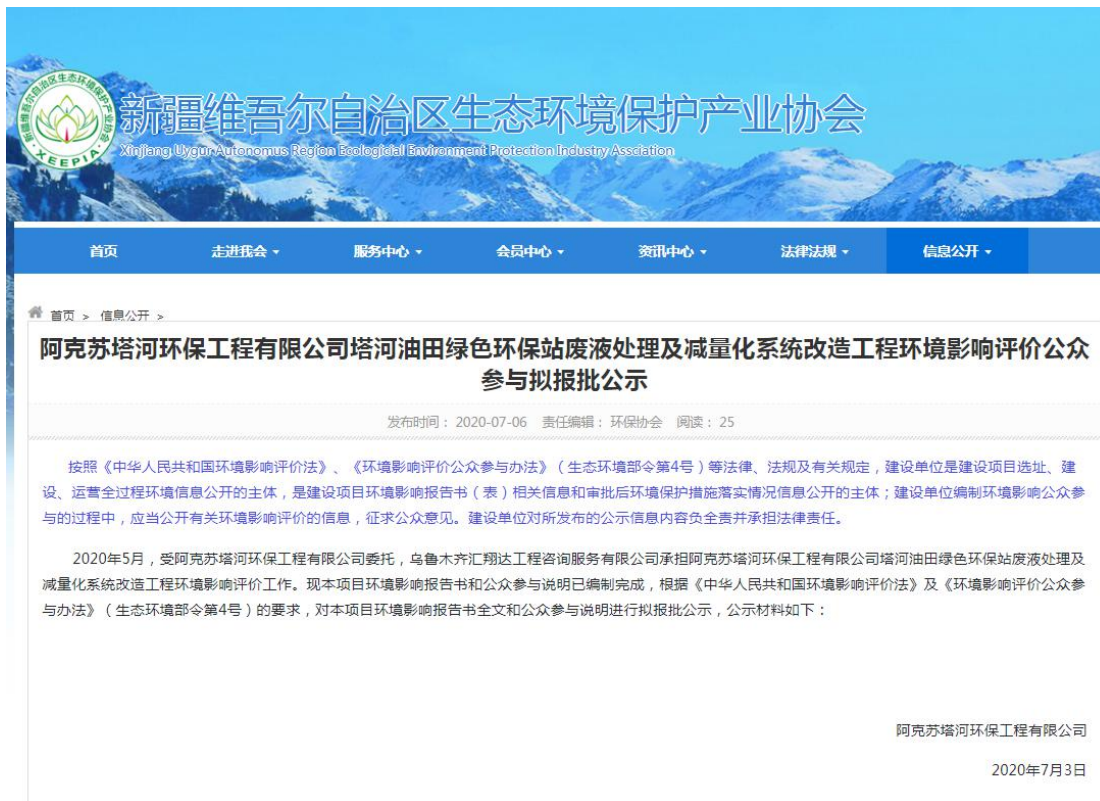 新疆维吾尔自治区生态环境保护产业协会
XEEPIA
新疆维吾尔自治区生态环境保护产业协会
Xinjiang Uygur Autonomus Region Ecologicial Environment Protection Industry Assciation
首页 走进我会 服务中心 会员中心 资讯中心 法律法规 信息公开
首页 > 信息公开 >
阿克苏塔河环保工程有限公司塔河油田绿色环保站废液处理及减量化系统改造工程环境影响评价公众
参与拟报批公示
发布时间：2020-07-06 责任编辑：环保协会 阅读：25
按照《中华人民共和国环境影响评价法》、《环境影响评价公众参与办法》（生态环境部令第4号）等法律、法规及有关规定，建设单位是建设项目选址、建
设、运营全过程环境信息公开的主体，是建设项目环境影响报告书（表）相关信息和审批后环境保护措施落实情况信息公开的主体；建设单位编制环境影响公众参
与的过程中，应当公开有关环境影响评价的信息，征求公众意见。建设单位对所发布的公示信息内容负全责并承担法律责任。
2020年5月，受阿克苏塔河环保工程有限公司委托，乌鲁木齐汇翔达工程咨询服务有限公司承担阿克苏塔河环保工程有限公司塔河油田绿色环保站废液处理及
减量化系统改造工程环境影响评价工作。现本项目环境影响报告书和公众参与说明已编制完成，根据《中华人民共和国环境影响评价法》及《环境影响评价公众参
与办法》（生态环境部令第4号）的要求，对本项目环境影响报告书全文和公众参与说明进行拟报批公示，公示材料如下：
阿克苏塔河环保工程有限公司
2020年7月3日